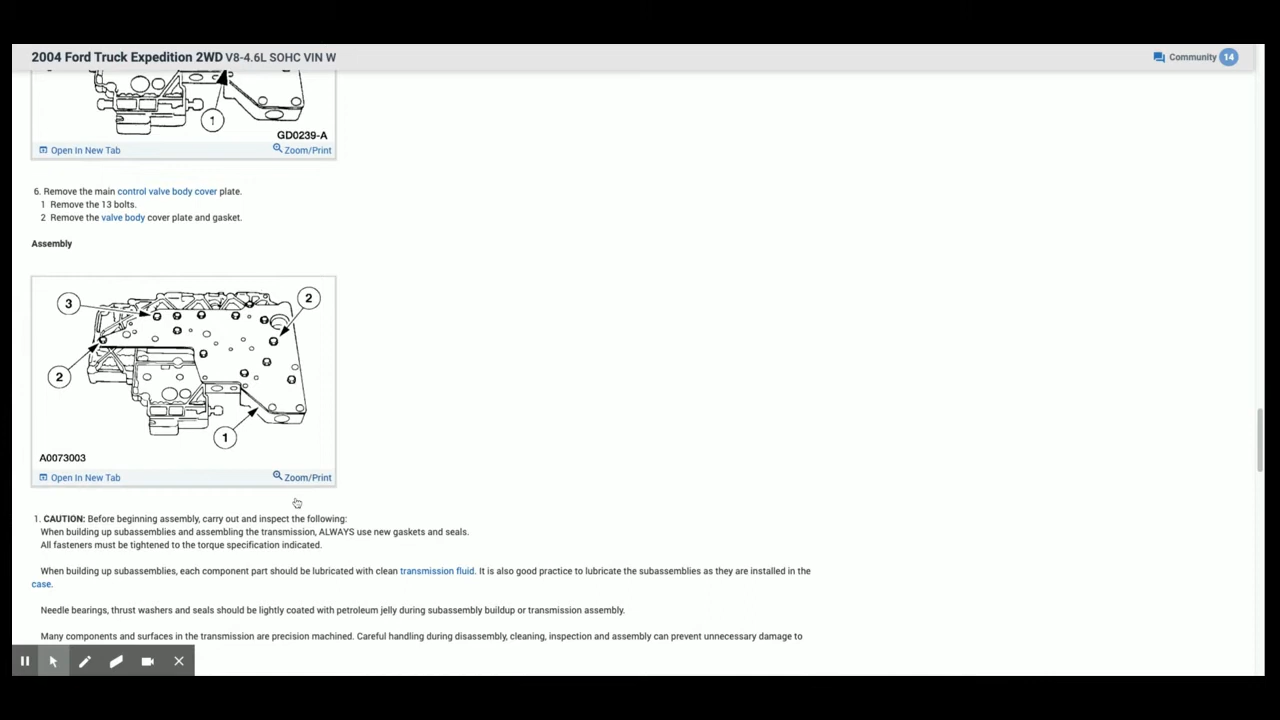 2004 Ford Truck Expedition 2WD V8-4.6L SOHC VIN W
Community 14
1
GD0239-A
Open In New Tab
Zoom/Print
6. Remove the main control valve body cover plate.
1 Remove the 13 bolts.
2 Remove the valve body cover plate and gasket.
Assembly
3
2
2
1
A0073003
Open In New Tab
Zoom/Print
1. CAUTION: Before beginning assembly, carry out and inspect the following:
When building up subassemblies and assembling the transmission, ALWAYS use new gaskets and seals.
All fasteners must be tightened to the torque specification indicated.
When building up subassemblies, each component part should be lubricated with clean transmission fluid. It is also good practice to lubricate the subassemblies as they are installed in the
case.
Needle bearings, thrust washers and seals should be lightly coated with petroleum jelly during subassembly buildup or transmission assembly.
Many components and surfaces in the transmission are precision machined. Careful handling during disassembly, cleaning, inspection and assembly can prevent unnecessary damage to